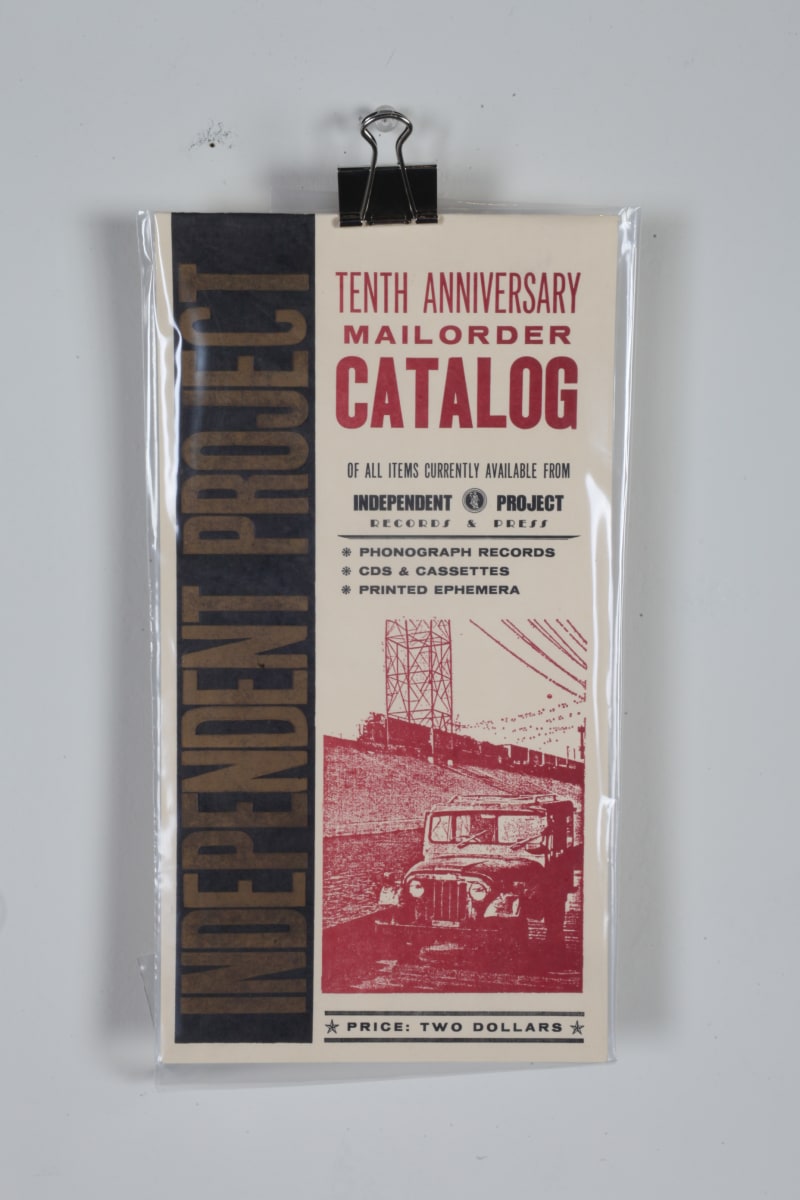 INDEPENDENT PROJECT
TENTH ANNIVERSARY
MAILORDER
CATALOG
OF ALL ITEMS CURRENTLY AVAILABLE FROM
INDEPENDENT PROJECT
RECORDS & PRESS
PHONOGRAPH RECORDS
CDS & CASSETTES
PRINTED EPHEMERA
PRICE: TWO DOLLARS